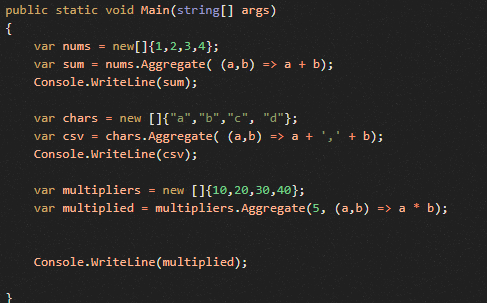 public static void Main(string[] args)
{
var nums = new[]{1,2,3,4};
var sum = nums.Aggregate( (a,b) => a + b);
Console.WriteLine(sum);
var chars = new []{"a","b","c", "d"};
var csv = chars.Aggregate( (a,b) => a + ',' + b);
Console.WriteLine(csv);
var multipliers = new []{10,20,30,40};
var multiplied = multipliers.Aggregate(5, (a,b) => a * b);
Console.WriteLine(multiplied);
}